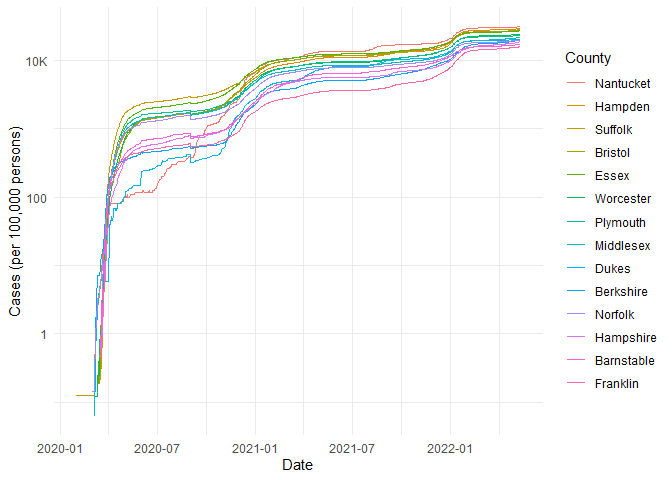 10K
100
1
Cases (per 100,000 persons)
2020-01
2020-07
2021-01
2021-07
2022-01
Date
County
Nantucket
Hampden
Suffolk
Bristol
Essex
Worcester
Plymouth
Middlesex
Dukes
Berkshire
Norfolk
Hampshire
Barnstable
Franklin